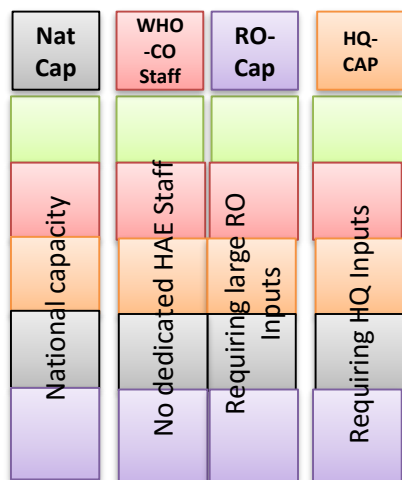 Nat
Cap
WHO
-CO
Staff
RO-
Cap
HQ-
CAP
National capacity
No dedicated HAE Staff
Requiring large RO
Inputs
Requiring HQ Inputs